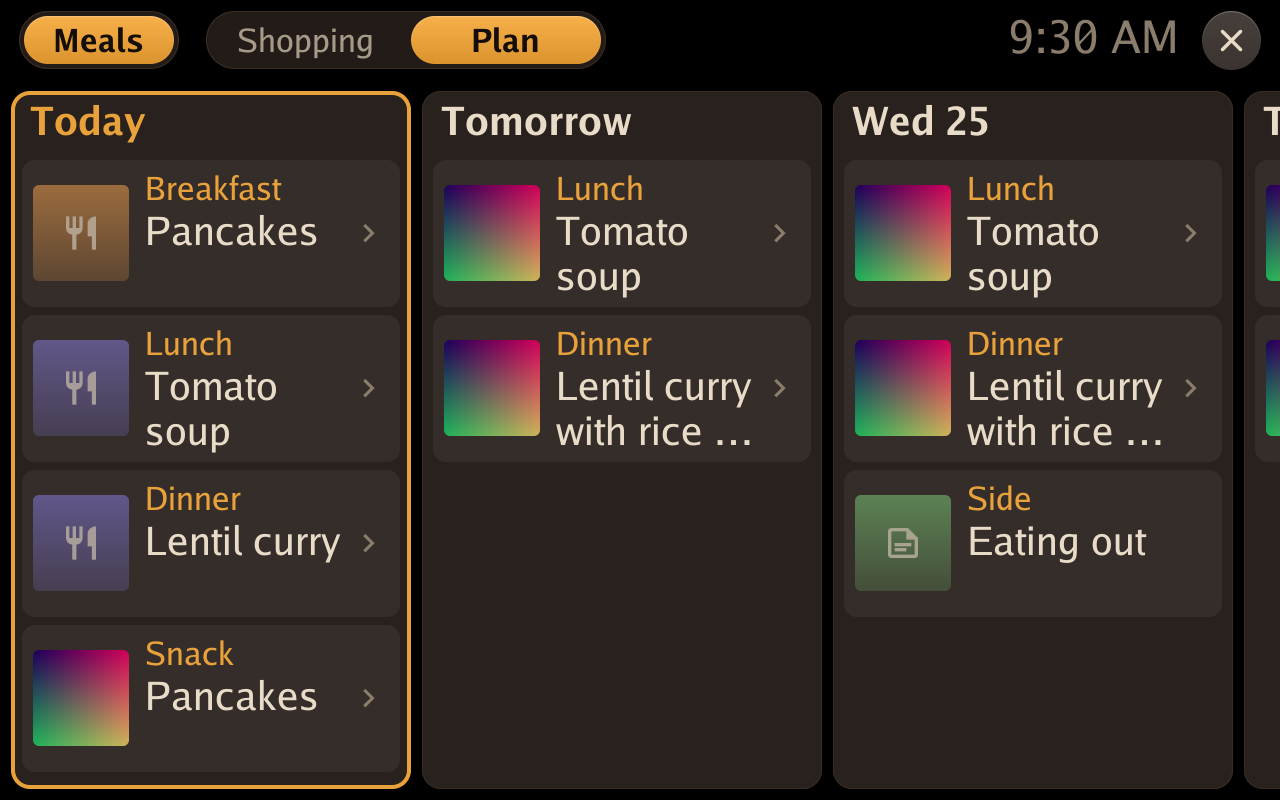 Meals
Shopping
Plan
9:30 AM
Today
Breakfast
Pancakes
Lunch
Tomato
soup
Dinner
Lentil curry
Snack
Pancakes
Tomorrow
Lunch
Tomato
soup
Dinner
Lentil curry
with rice …
Wed 25
Lunch
Tomato
soup
Dinner
Lentil curry
with rice …
Side
Eating out